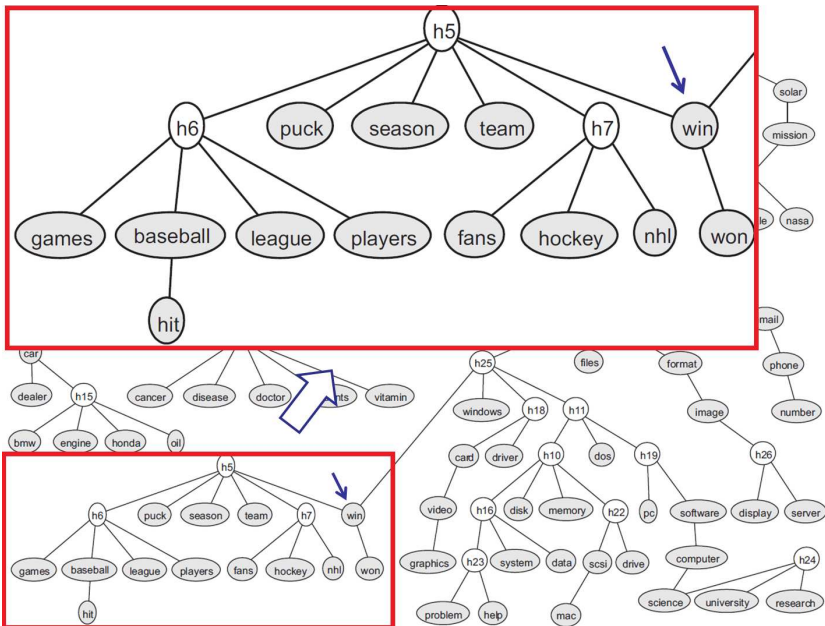 h5
h6 puck season team h7 win
games baseball league players fans hockey nhl won
hit
solar
mission
le nasa
mail
phone
number
car
dealer
h15
bmw engine honda oil
cancer disease doctor nts vitamin
h25 files format
windows h18 h11 image
card driver h10 dos h19 h26
video h16 disk memory h22 pc software display server
graphics h23 system data scsi drive computer h24
problem help mac science university research
h5
h6 puck season team h7 win
games baseball league players fans hockey nhl won
hit